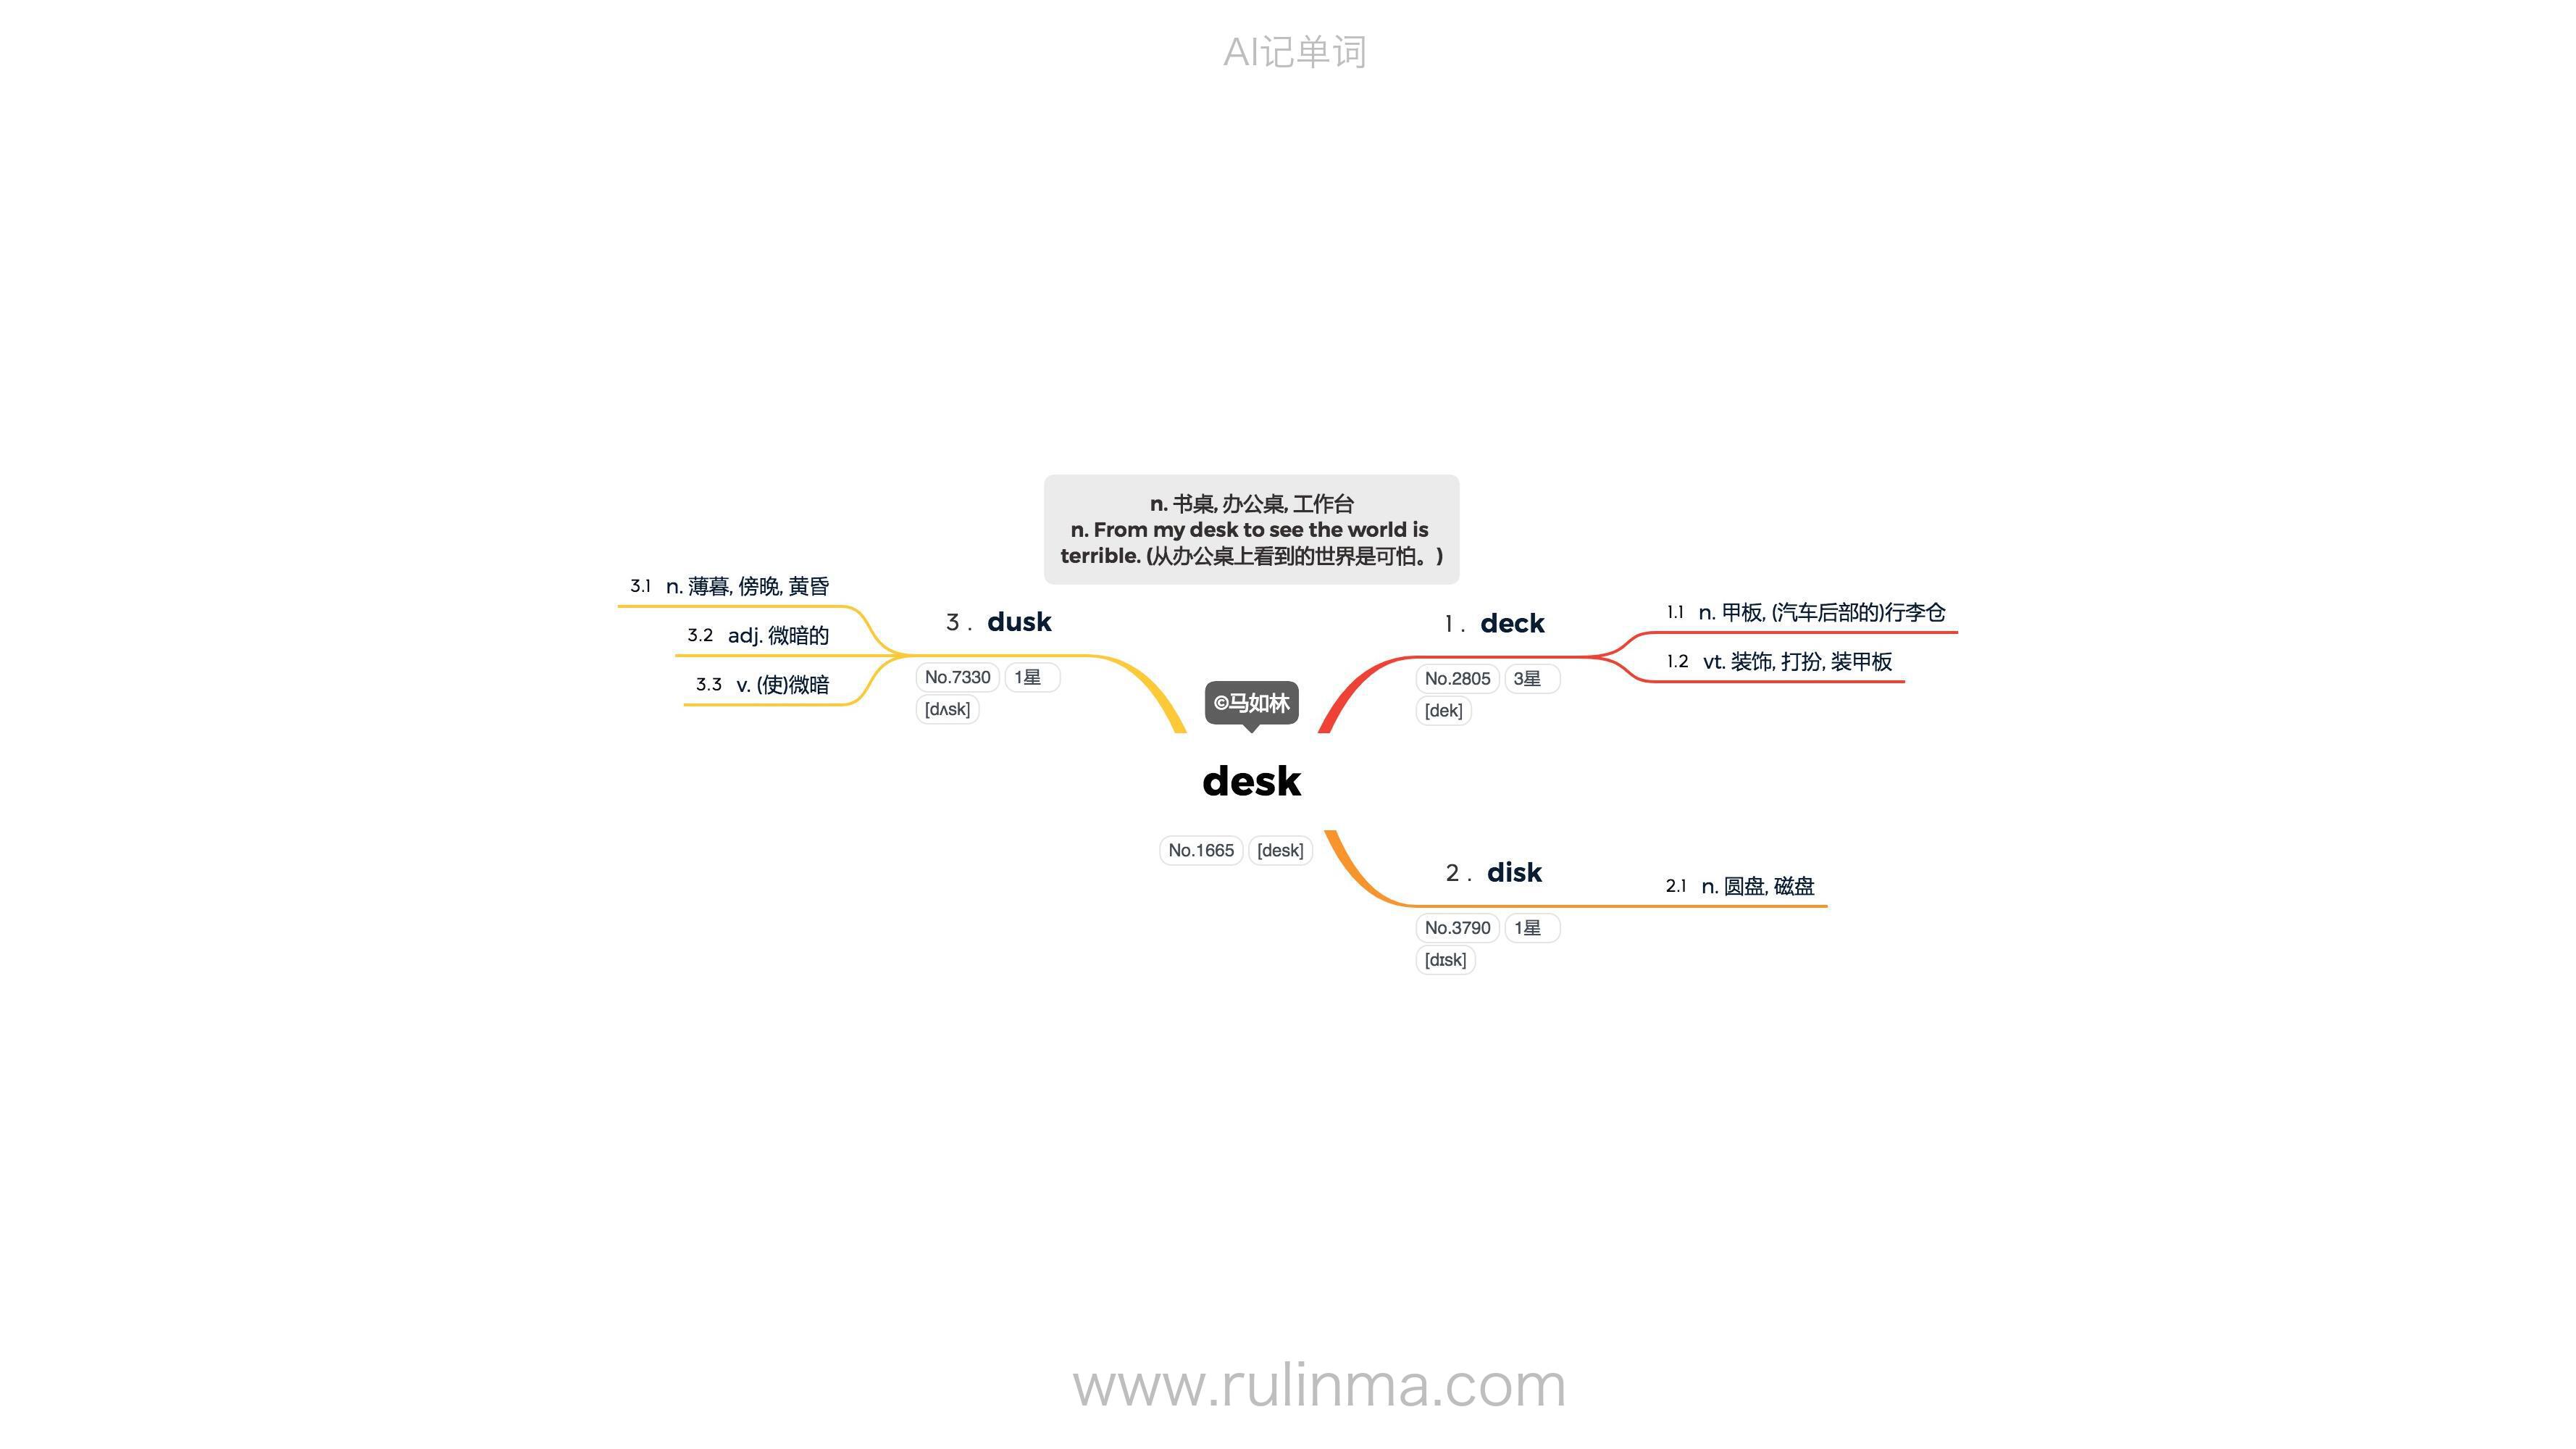 AI记单词
n. 书桌, 办公桌, 工作台
n. From my desk to see the world is
terrible. (从办公桌上看到的世界是可怕。)
©马如林
desk
No.1665 [desk]
1 . deck
No.2805 3星
[dek]
1.1 n. 甲板, (汽车后部的)行李仓
1.2 vt. 装饰, 打扮, 装甲板
2 . disk
No.3790 1星
[dɪsk]
2.1 n. 圆盘, 磁盘
3 . dusk
No.7330 1星
[dʌsk]
3.1 n. 薄暮, 傍晚, 黄昏
3.2 adj. 微暗的
3.3 v. (使)微暗
www.rulinma.com